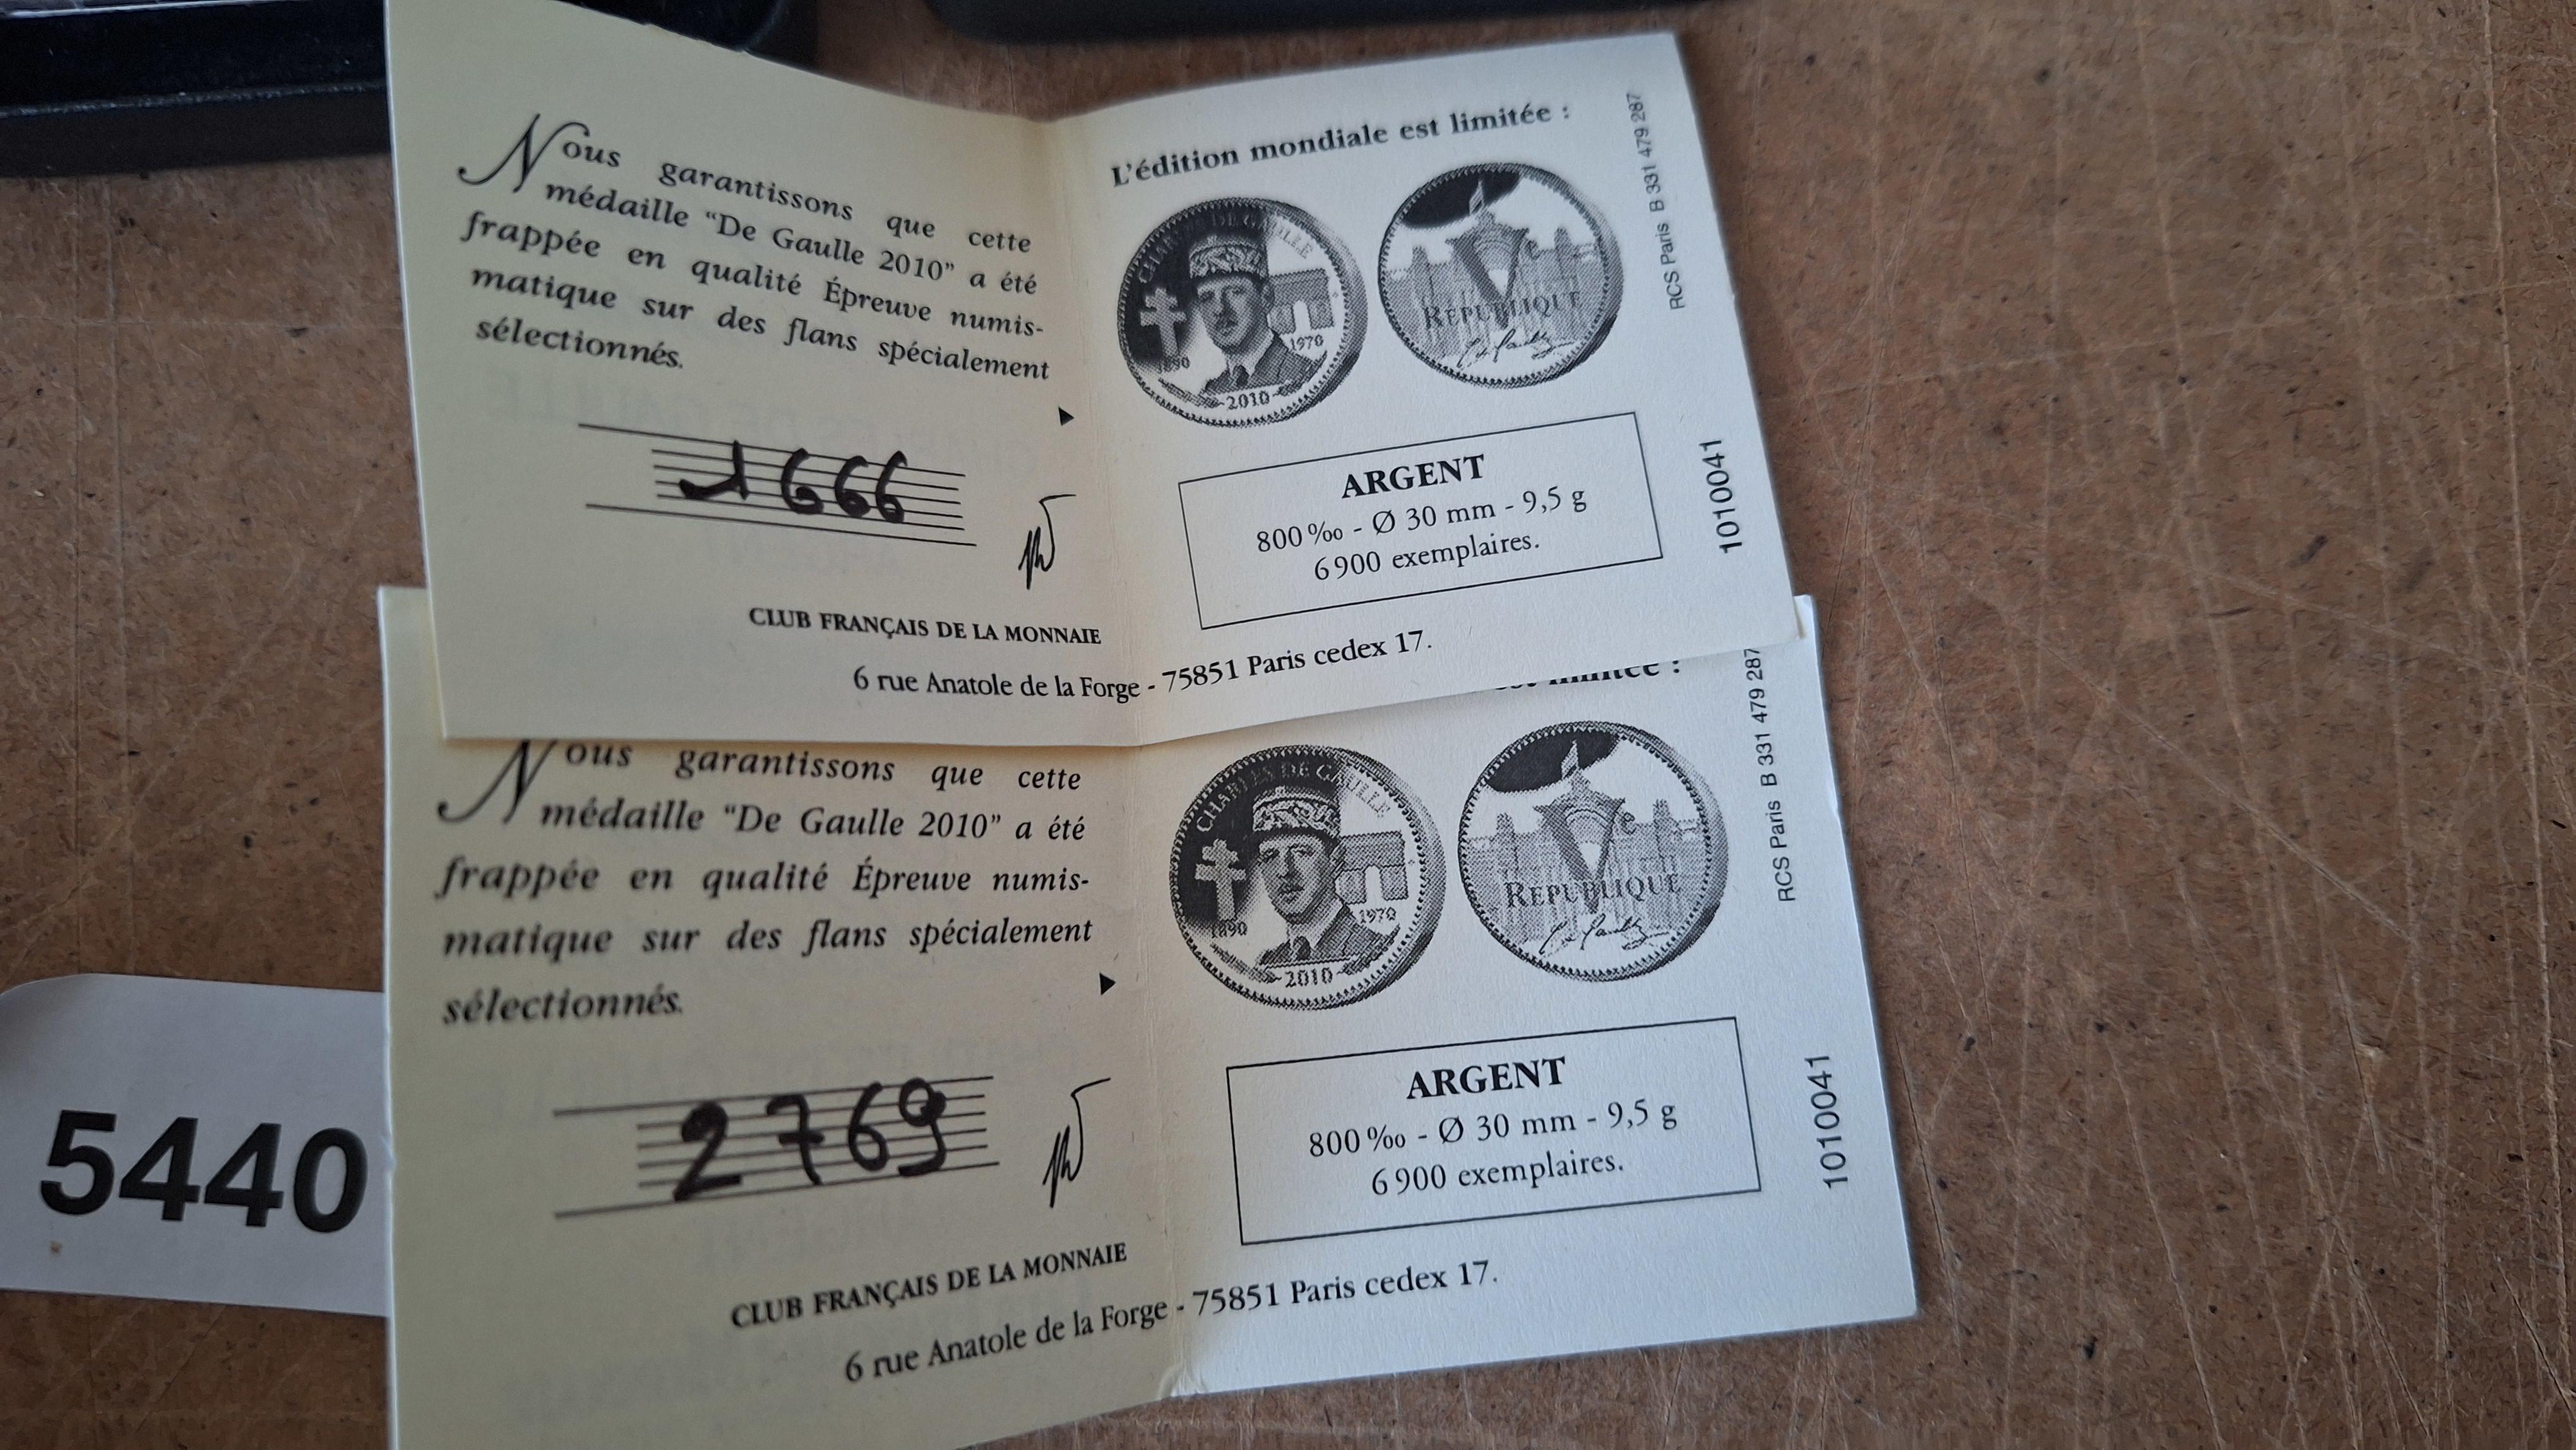 Nous garantissons que cette
médaille “De Gaulle 2010” a été
frappée en qualité Épreuve numis-
matique sur des flans spécialement
sélectionnés.
1666
CLUB FRANÇAIS DE LA MONNAIE
6 rue Anatole de la Forge - 75851 Paris cedex 17.
L’édition mondiale est limitée :
CHARLES DE GAULLE
1890
1970
2010
Ve
RÉPUBLIQUE
ARGENT
800 ‰ - Ø 30 mm - 9,5 g
6 900 exemplaires.
RCS Paris B 331 479 287
1010041
Nous garantissons que cette
médaille “De Gaulle 2010” a été
frappée en qualité Épreuve numis-
matique sur des flans spécialement
sélectionnés.
2769
CLUB FRANÇAIS DE LA MONNAIE
6 rue Anatole de la Forge - 75851 Paris cedex 17.
est limitée :
CHARLES DE GAULLE
1890
1970
2010
Ve
RÉPUBLIQUE
ARGENT
800 ‰ - Ø 30 mm - 9,5 g
6 900 exemplaires.
RCS Paris B 331 479 287
1010041
5440